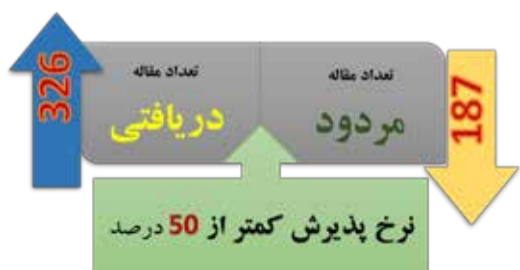 تعداد مقاله
مردود
187
تعداد مقاله
دریافتی
326
نرخ پذیرش کمتر از 50 درصد